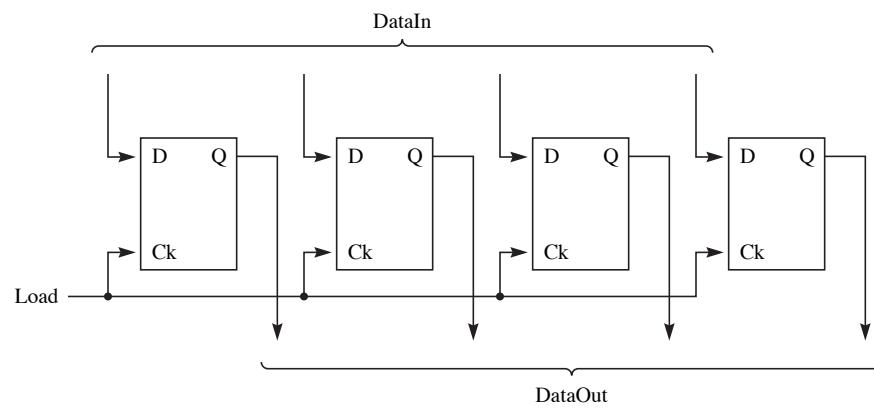 DataIn
D Q D Q D Q D Q
Ck Ck Ck Ck
Load
DataOut